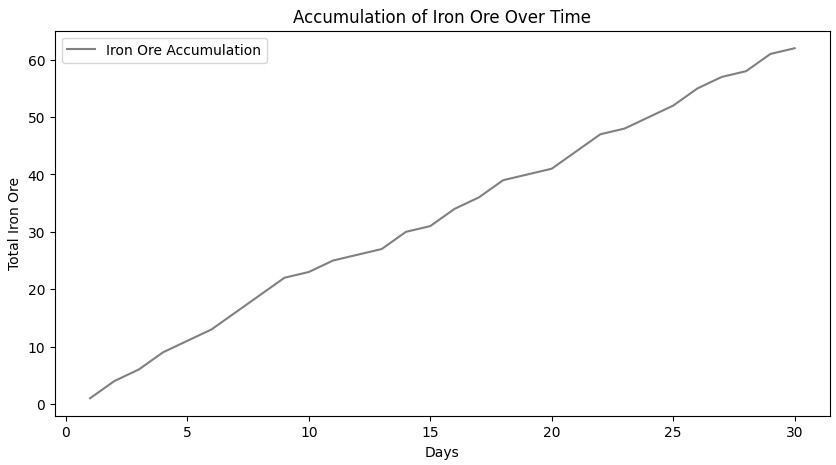 Accumulation of Iron Ore Over Time
Iron Ore Accumulation
Total Iron Ore
60
50
40
30
20
10
0
0 5 10 15 20 25 30
Days